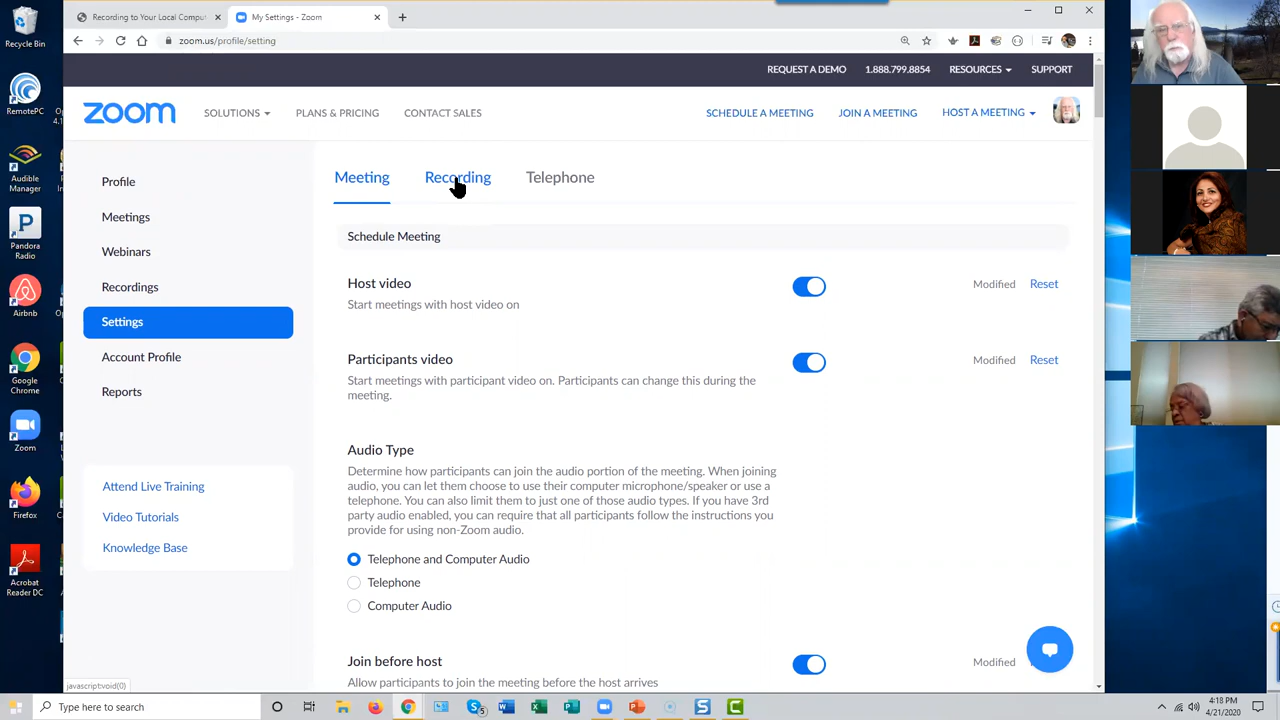 Recycle Bin
RemotePC
Audible
Manager
Pandora
Radio
Airbnb
Google
Chrome
Zoom
Firefox
Acrobat
Reader DC
Recording to Your Local Comput
My Settings - Zoom
zoom.us/profile/setting
REQUEST A DEMO 1.888.799.8854 RESOURCES SUPPORT
zoom SOLUTIONS PLANS & PRICING CONTACT SALES SCHEDULE A MEETING JOIN A MEETING HOST A MEETING
Profile
Meetings
Webinars
Recordings
Settings
Account Profile
Reports
Attend Live Training
Video Tutorials
Knowledge Base
Meeting Recording Telephone
Schedule Meeting
Host video Modified Reset
Start meetings with host video on
Participants video Modified Reset
Start meetings with participant video on. Participants can change this during the
meeting.
Audio Type
Determine how participants can join the audio portion of the meeting. When joining
audio, you can let them choose to use their computer microphone/speaker or use a
telephone. You can also limit them to just one of those audio types. If you have 3rd
party audio enabled, you can require that all participants follow the instructions you
provide for using non-Zoom audio.
Telephone and Computer Audio
Telephone
Computer Audio
Join before host Modified
Allow participants to join the meeting before the host arrives
javascript:void(0)
Type here to search
4:18 PM
4/21/2020